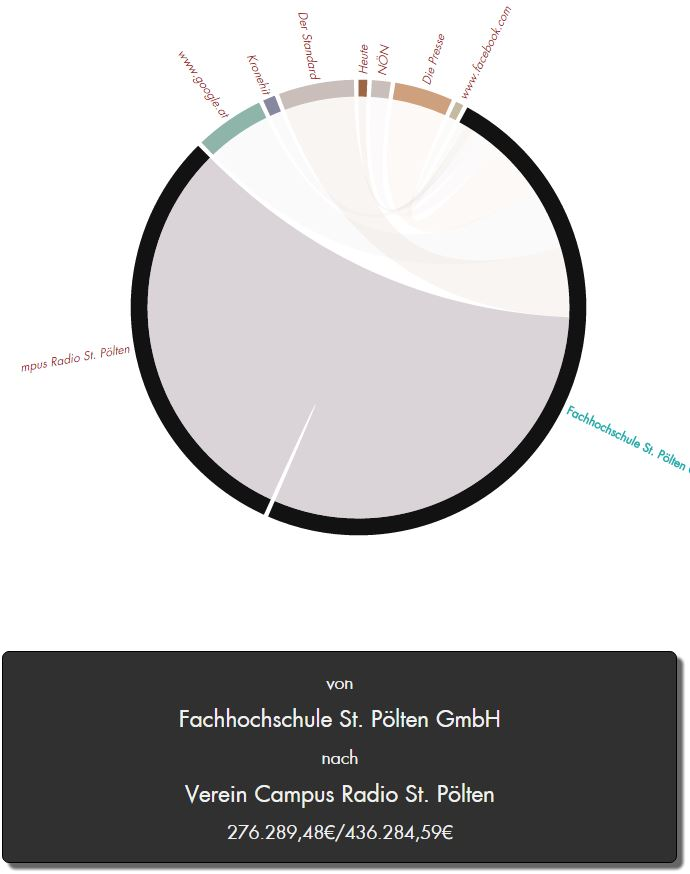 www.google.at
Kronehit
Der Standard
Heute
NÖN
Die Presse
www.facebook.com
mpus Radio St. Pölten
Fachhochschule St. Pölten
von
Fachhochschule St. Pölten GmbH
nach
Verein Campus Radio St. Pölten
276.289,48€/436.284,59€